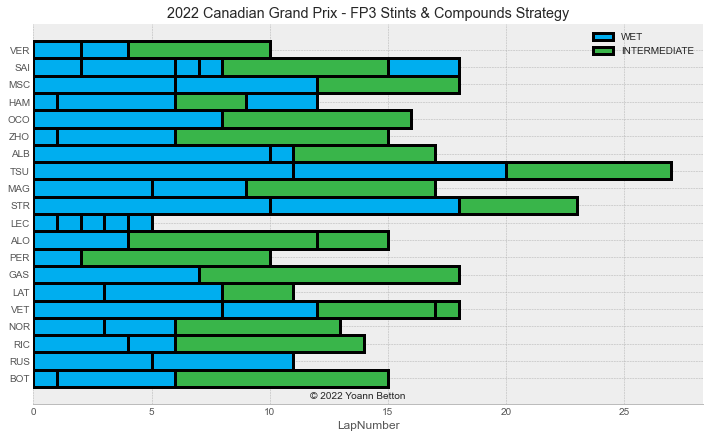 2022 Canadian Grand Prix - FP3 Stints & Compounds Strategy
WET
INTERMEDIATE
VER
SAI
MSC
HAM
OCO
ZHO
ALB
TSU
MAG
STR
LEC
ALO
PER
GAS
LAT
VET
NOR
RIC
RUS
BOT
© 2022 Yoann Betton
0 5 10 15 20 25
LapNumber